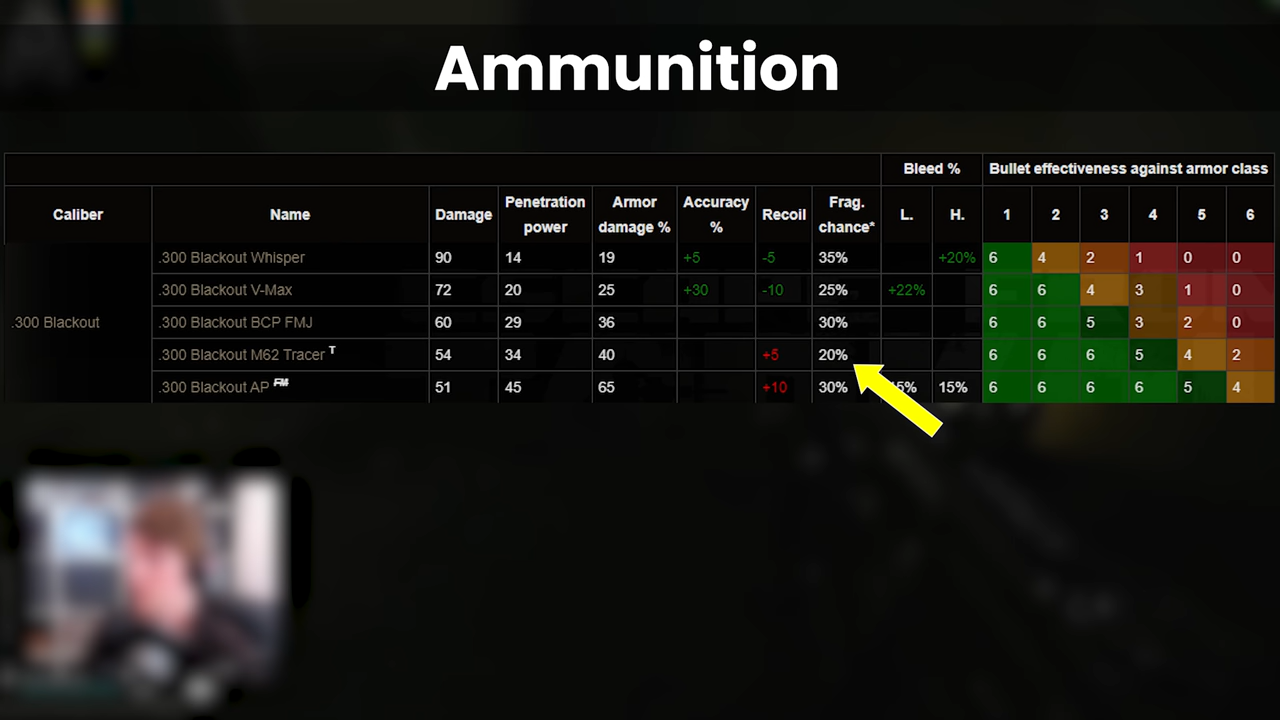 Ammunition
Bleed % Bullet effectiveness against armor class
Caliber Name Damage Penetration power Armor damage % Accuracy % Recoil Frag. chance* L. H. 1 2 3 4 5 6
.300 Blackout Whisper 90 14 19 +5 -5 35% +20% 6 4 2 1 0 0
.300 Blackout V-Max 72 20 25 +30 -10 25% +22% 6 6 4 3 1 0
.300 Blackout .300 Blackout BCP FMJ 60 29 36 30% 6 6 5 3 2 0
.300 Blackout M62 Tracer T 54 34 40 +5 20% 6 6 6 5 4 2
.300 Blackout AP FM 51 45 65 +10 30% 15% 6 6 6 6 5 4